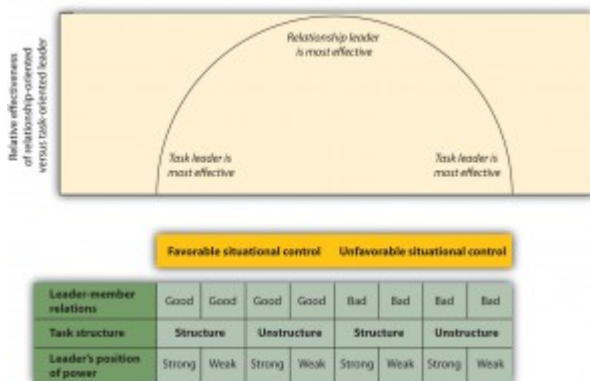 Relative effectiveness
of relationship-oriented
versus task-oriented leader
Relationship leader
is most effective
Task leader is
most effective
Task leader is
most effective
Favorable situational control Unfavorable situational control
Leader-member
relations
Good Good Good Good Bad Bad Bad Bad
Task structure Structure Unstructure Structure Unstructure
Leader's position
of power
Strong Weak Strong Weak Strong Weak Strong Weak